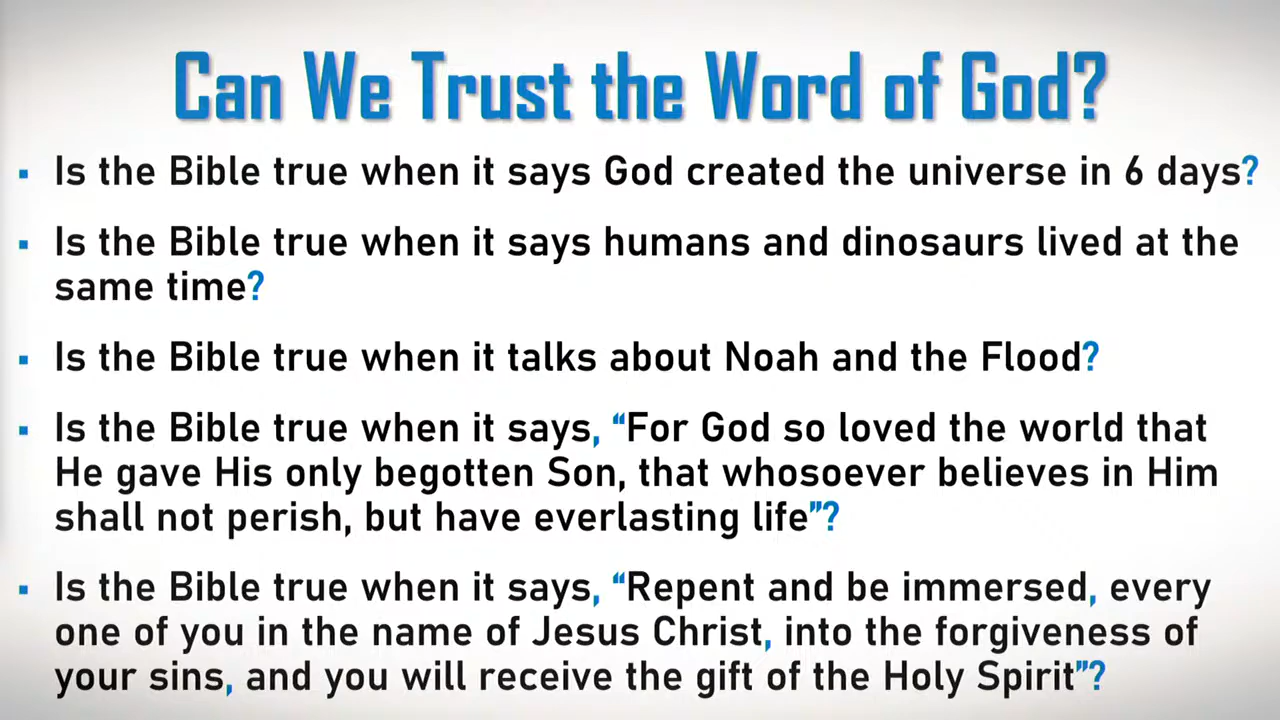 Can We Trust the Word of God?
▪ Is the Bible true when it says God created the universe in 6 days?
▪ Is the Bible true when it says humans and dinosaurs lived at the
same time?
▪ Is the Bible true when it talks about Noah and the Flood?
▪ Is the Bible true when it says, “For God so loved the world that
He gave His only begotten Son, that whosoever believes in Him
shall not perish, but have everlasting life”?
▪ Is the Bible true when it says, “Repent and be immersed, every
one of you in the name of Jesus Christ, into the forgiveness of
your sins, and you will receive the gift of the Holy Spirit”?